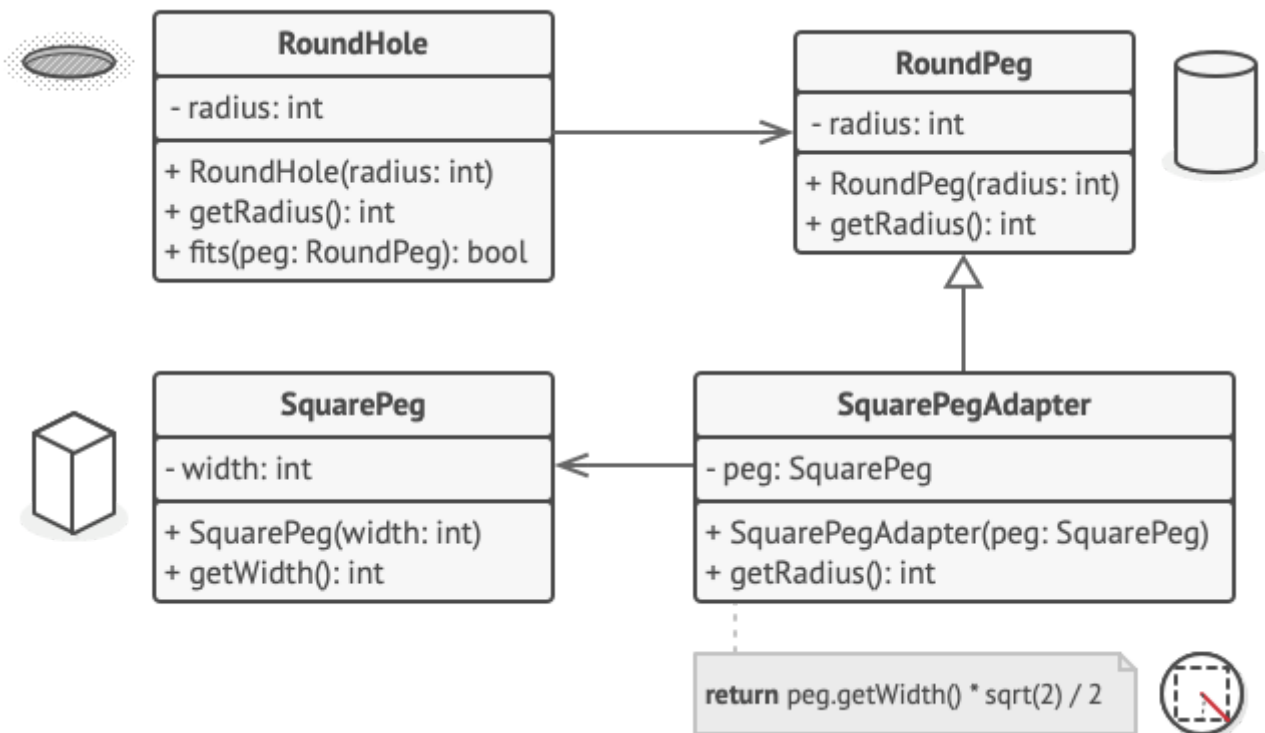 RoundHole
- radius: int
+ RoundHole(radius: int)
+ getRadius(): int
+ fits(peg: RoundPeg): bool
RoundPeg
- radius: int
+ RoundPeg(radius: int)
+ getRadius(): int
SquarePeg
- width: int
+ SquarePeg(width: int)
+ getWidth(): int
SquarePegAdapter
- peg: SquarePeg
+ SquarePegAdapter(peg: SquarePeg)
+ getRadius(): int
return peg.getWidth() * sqrt(2) / 2